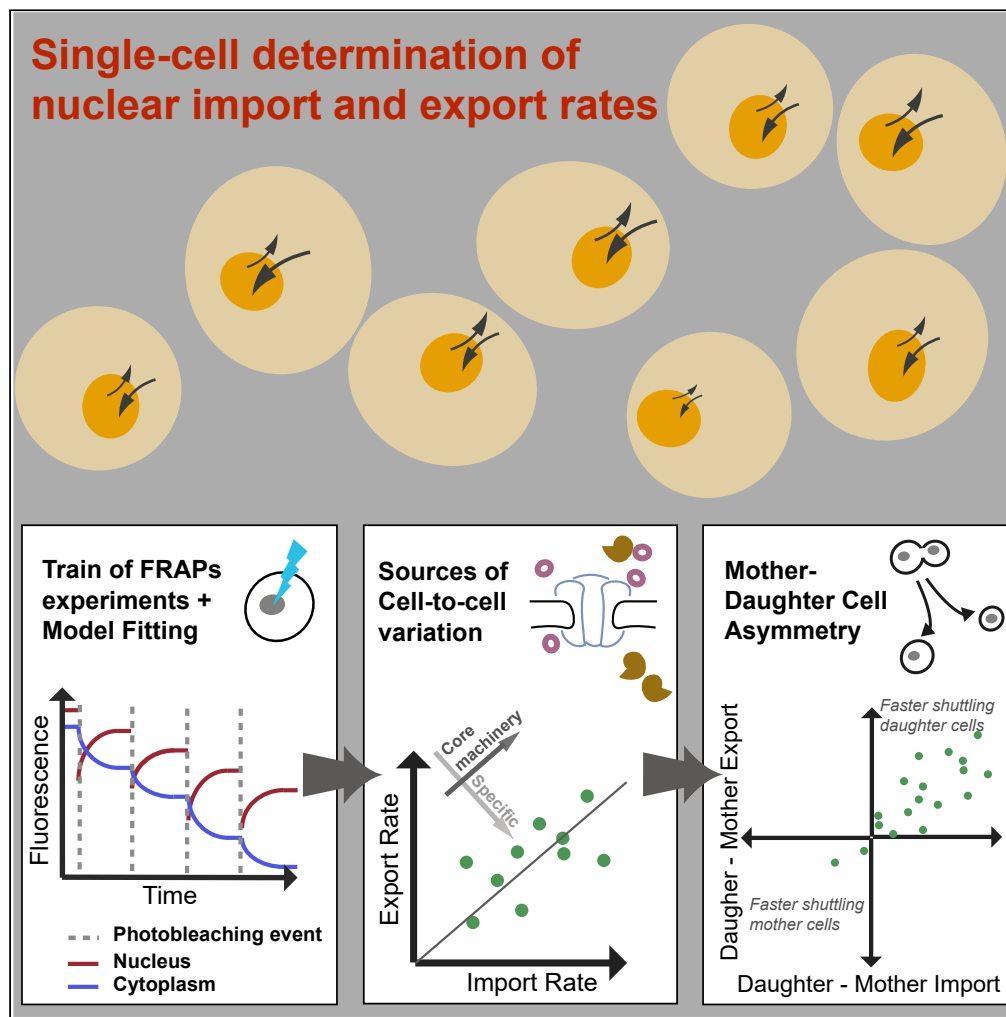 Single-cell determination of
nuclear import and export rates
Train of FRAPs
experiments +
Model Fitting
Fluorescence
Time
Photobleaching event
Nucleus
Cytoplasm
Sources of
Cell-to-cell
variation
Core
machinery
Specific
Export Rate
Import Rate
Mother-
Daughter Cell
Asymmetry
Faster shuttling
daughter cells
Daugher - Mother Export
Faster shuttling
mother cells
Daughter - Mother Import